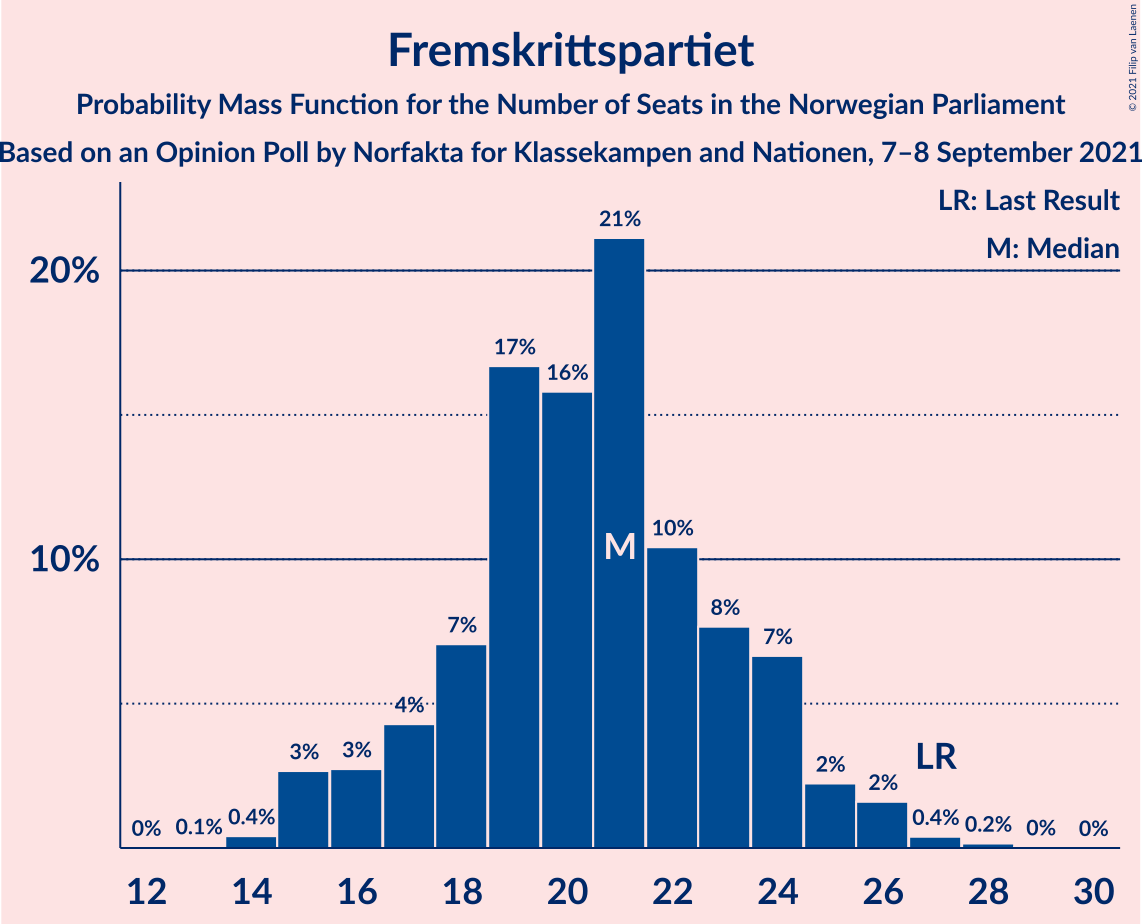 Fremskrittspartiet
Probability Mass Function for the Number of Seats in the Norwegian Parliament
Based on an Opinion Poll by Norfakta for Klassekampen and Nationen, 7–8 September 2021
© 2021 Filip van Laenen
LR: Last Result
M: Median
20%
10%
0%
0.1%
0.4%
3%
3%
4%
7%
17%
16%
21%
M
10%
8%
7%
2%
2%
LR
0.4%
0.2%
0%
0%
12 14 16 18 20 22 24 26 28 30